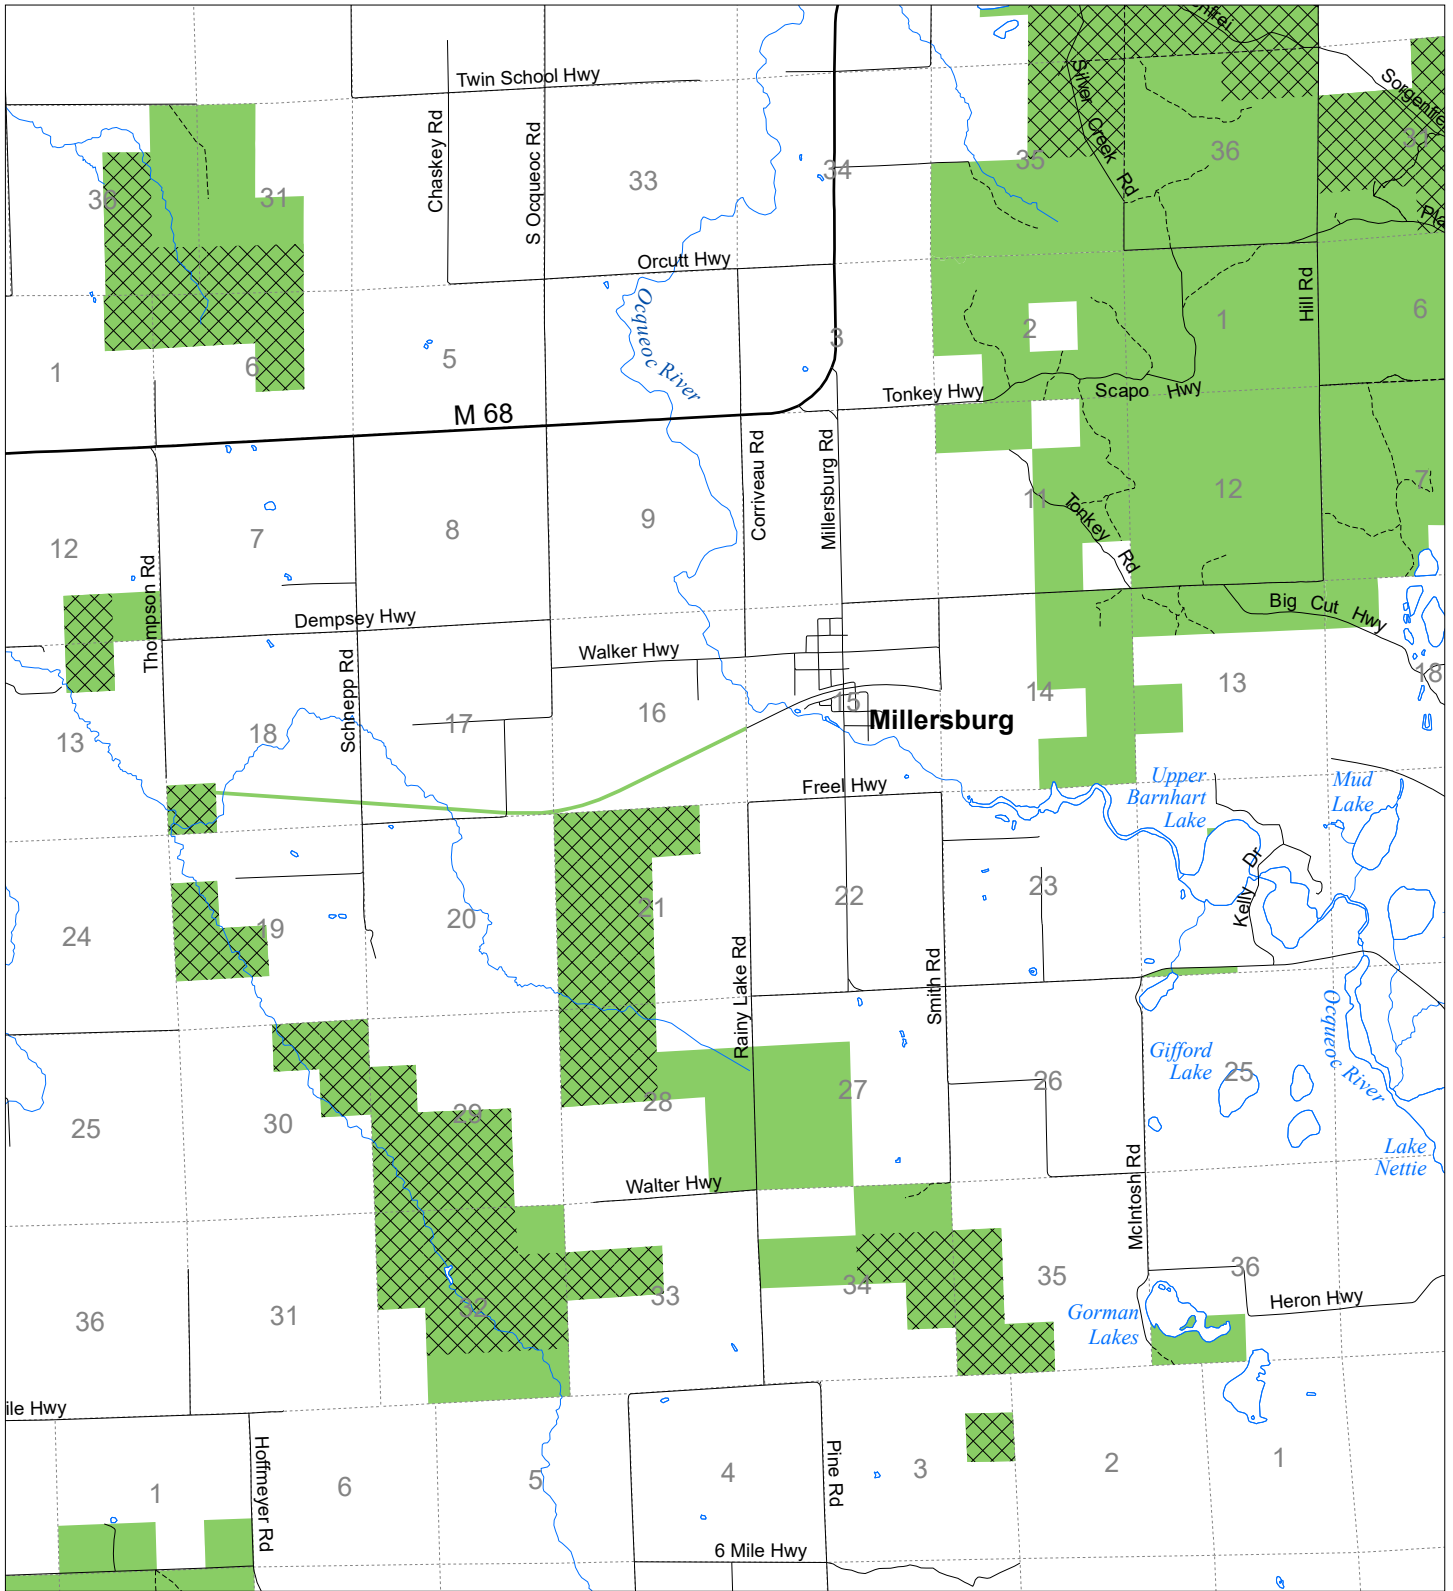 enfrei
Twin School Hwy
Silver Creek Rd
Sorgenfre
Chaskey Rd
S Ocqueoc Rd
33
34
35
36
31
36
31
Ple
Orcutt Hwy
Ocqueoc River
Hill Rd
1
6
5
3
2
1
6
Tonkey Hwy
Scapo Hwy
M 68
Corriveau Rd
Millersburg Rd
12
7
8
9
11
Tonkey Rd
12
7
Thompson Rd
Dempsey Hwy
Big Cut Hwy
Walker Hwy
Schnepp Rd
13
18
17
16
15
Millersburg
14
13
18
Freel Hwy
Upper
Barnhart
Lake
Mud
Lake
Kelly Dr
24
19
20
21
22
23
Rainy Lake Rd
Smith Rd
Ocqueoc River
Gifford
Lake
25
30
29
28
27
26
25
Lake
Nettie
McIntosh Rd
Walter Hwy
36
31
32
33
34
35
36
Gorman
Lakes
Heron Hwy
ile Hwy
Hoffmeyer Rd
Pine Rd
1
6
5
4
3
2
1
6 Mile Hwy